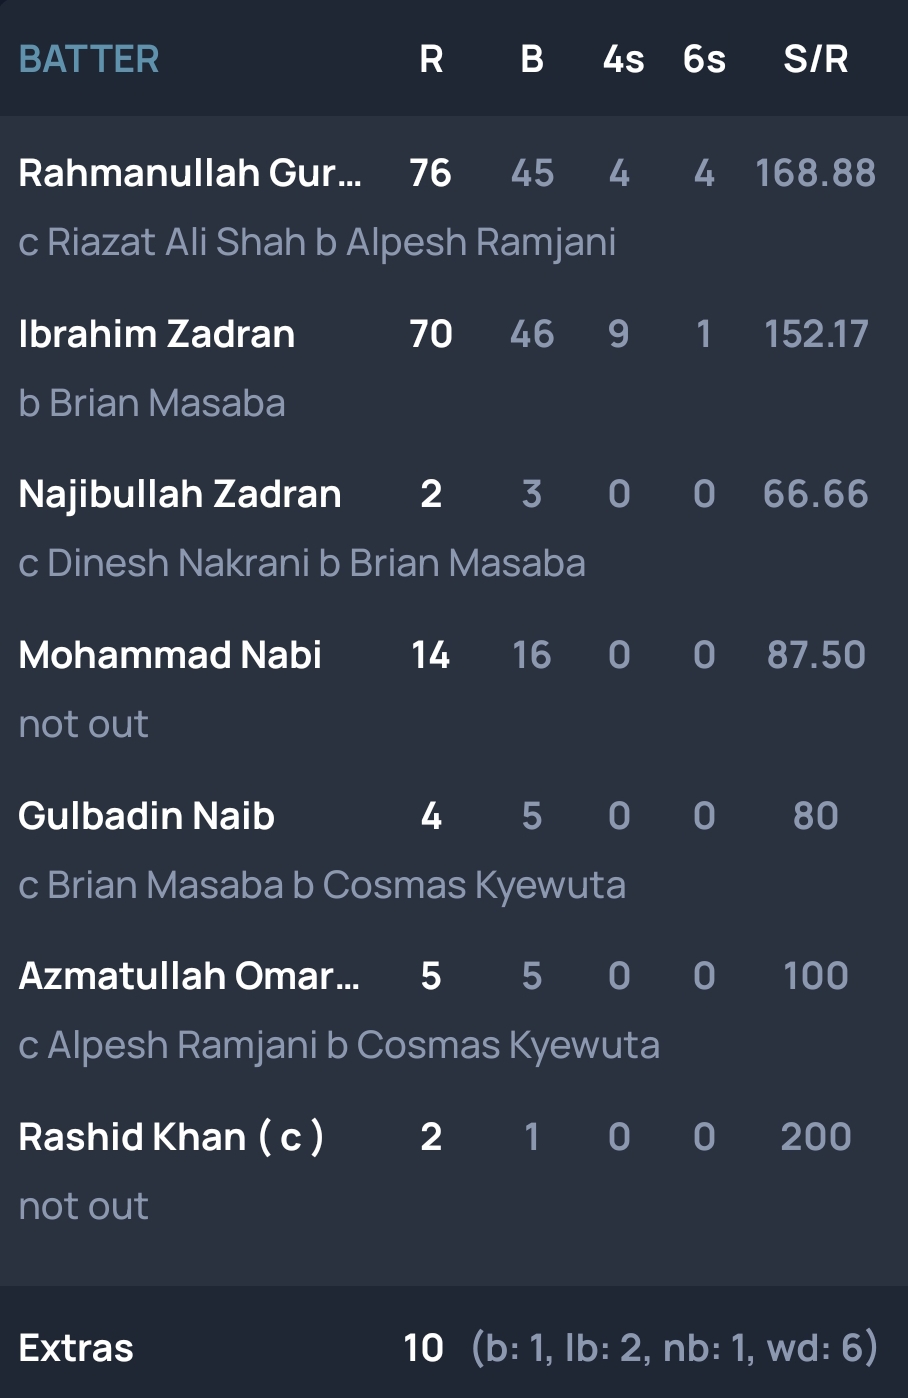 BATTER R B 4s 6s S/R
Rahmanullah Gur... 76 45 4 4 168.88
c Riazat Ali Shah b Alpesh Ramjani
Ibrahim Zadran 70 46 9 1 152.17
b Brian Masaba
Najibullah Zadran 2 3 0 0 66.66
c Dinesh Nakrani b Brian Masaba
Mohammad Nabi 14 16 0 0 87.50
not out
Gulbadin Naib 4 5 0 0 80
c Brian Masaba b Cosmas Kyewuta
Azmatullah Omar... 5 5 0 0 100
c Alpesh Ramjani b Cosmas Kyewuta
Rashid Khan ( c ) 2 1 0 0 200
not out
Extras 10 (b: 1, lb: 2, nb: 1, wd: 6)